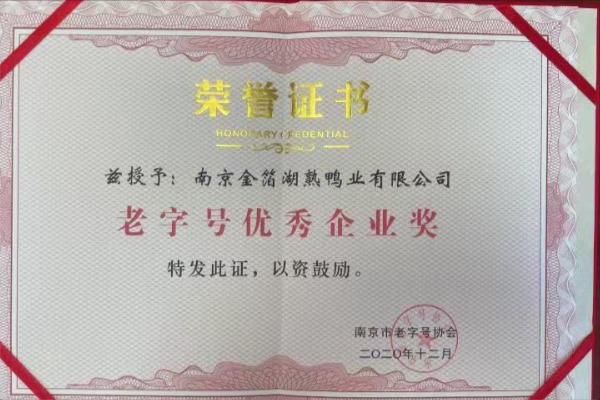 荣誉证书
HONORARY CREDENTIAL
兹授予：南京金箔湖熟鸭业有限公司
老字号优秀企业奖
特发此证，以资鼓励。
南京市老字号协会
二〇二〇年十二月